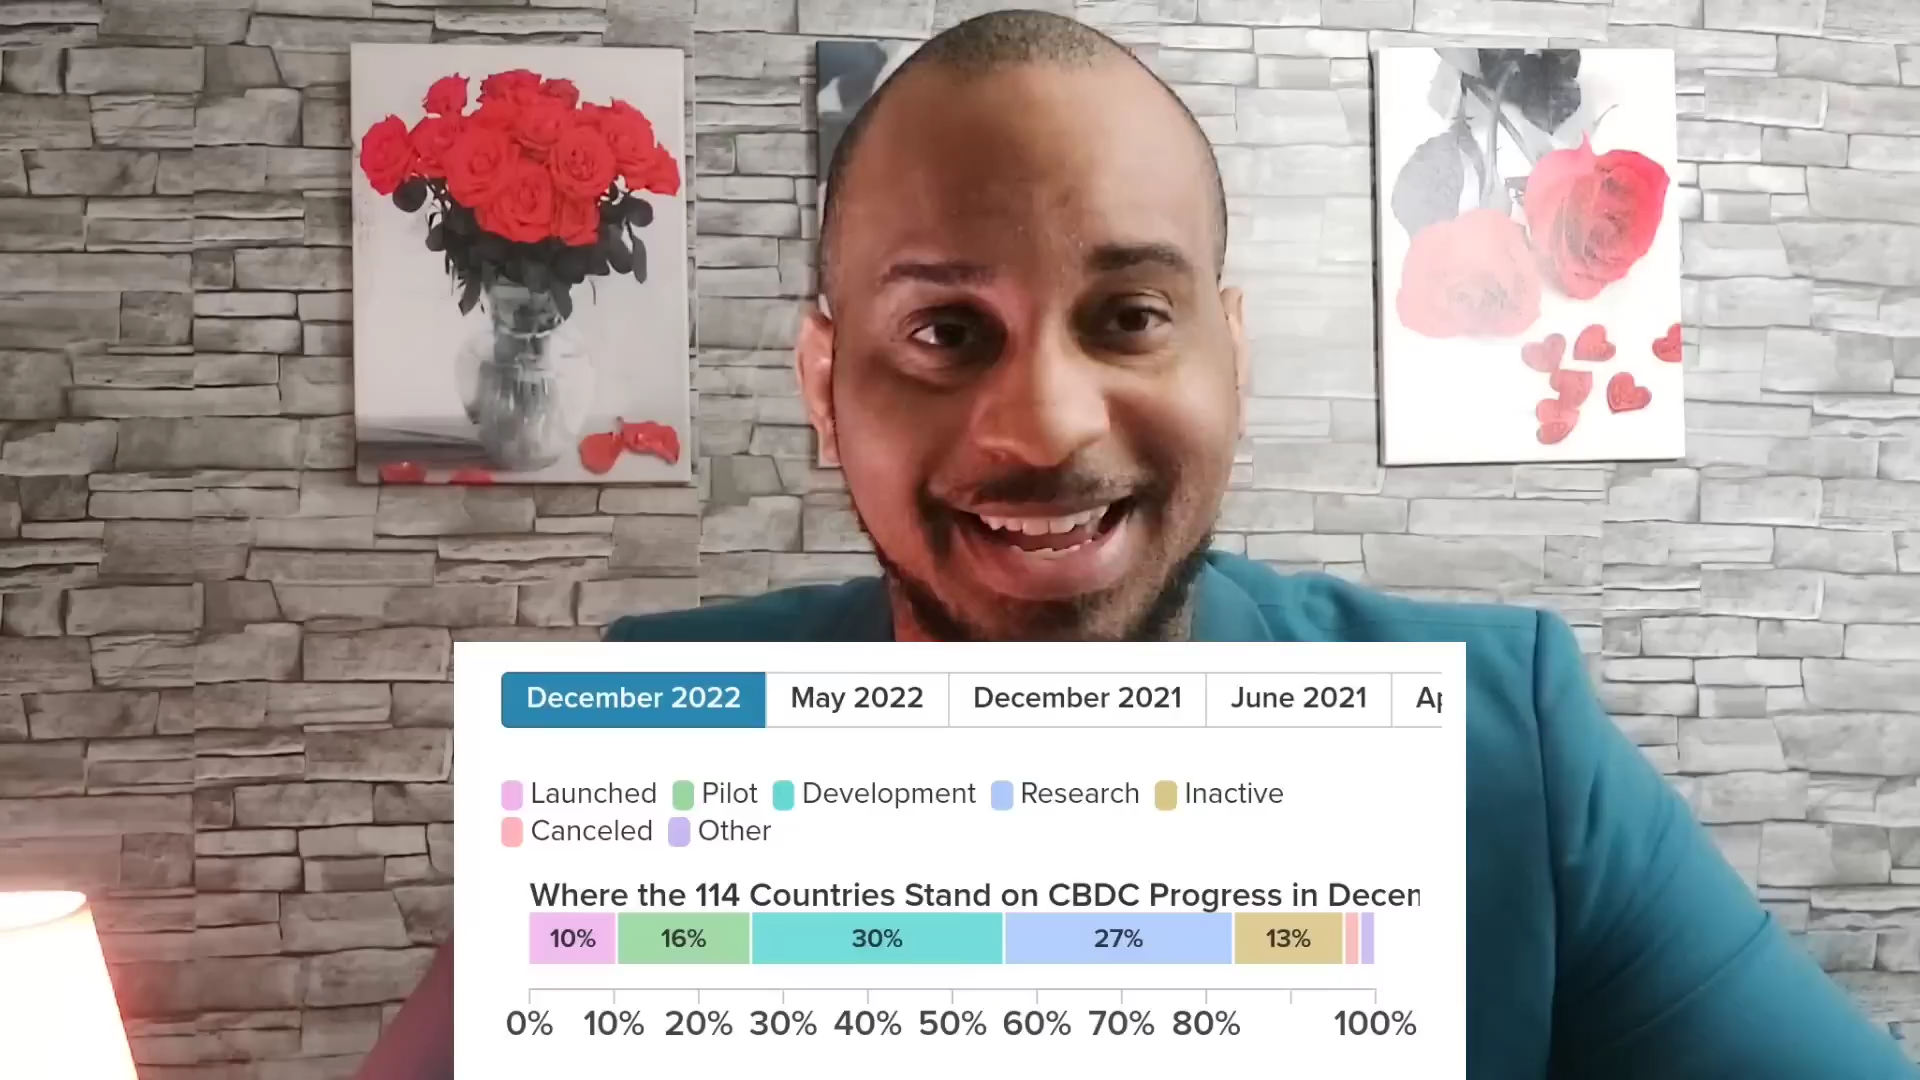 December 2022 May 2022 December 2021 June 2021 Ap
Launched Pilot Development Research Inactive
Canceled Other
Where the 114 Countries Stand on CBDC Progress in Decem
10% 16% 30% 27% 13%
0% 10% 20% 30% 40% 50% 60% 70% 80% 100%